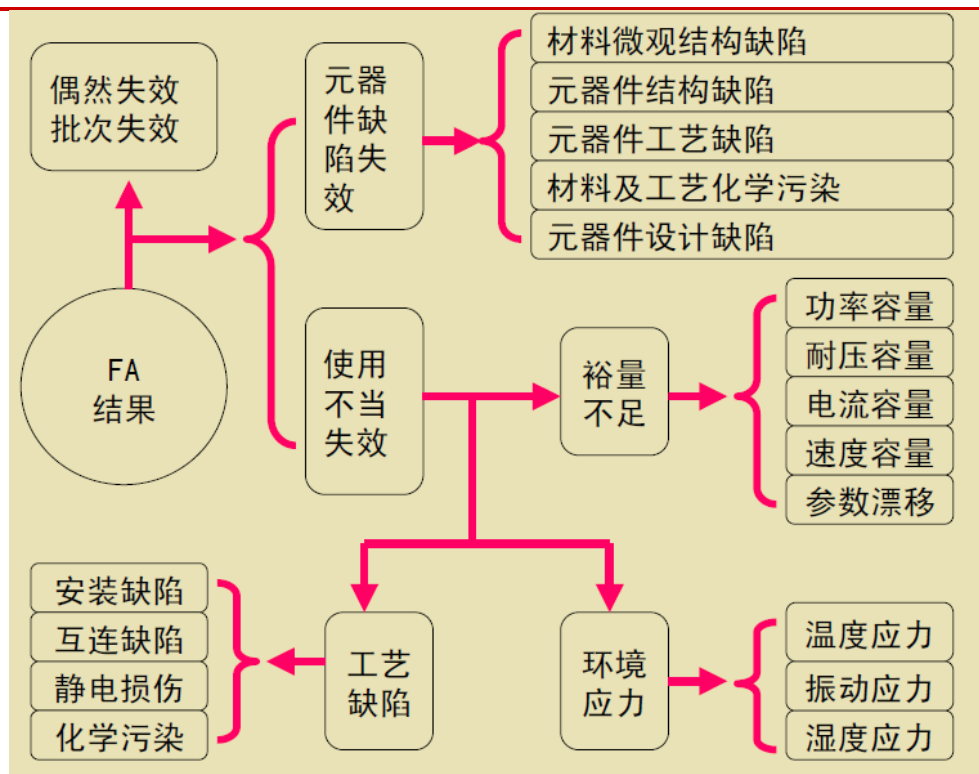 偶然失效
批次失效
FA
结果
元器
件缺
陷失
效
材料微观结构缺陷
元器件结构缺陷
元器件工艺缺陷
材料及工艺化学污染
元器件设计缺陷
使用
不当
失效
裕量
不足
功率容量
耐压容量
电流容量
速度容量
参数漂移
安装缺陷
互连缺陷
静电损伤
化学污染
工艺
缺陷
环境
应力
温度应力
振动应力
湿度应力